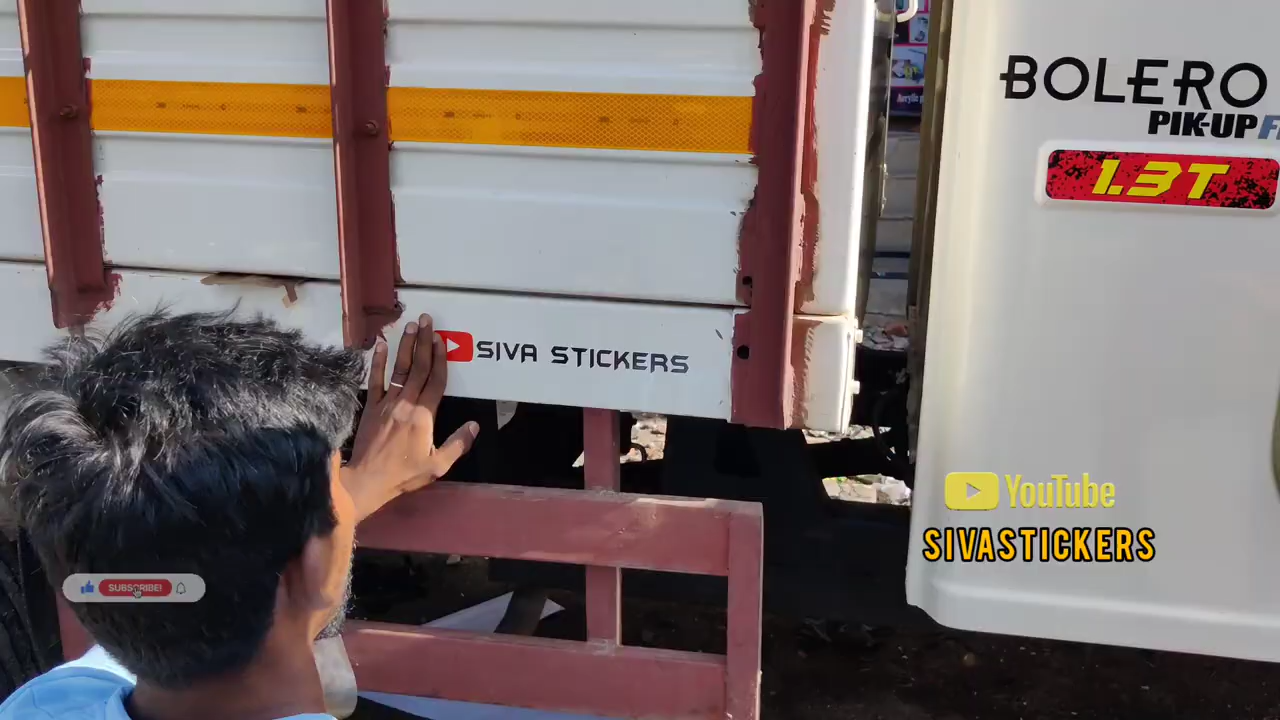 BOLERO
PIK-UP F
1.3T
SIVA STICKERS
YouTube
SIVASTICKERS
SUBSCRIBE!